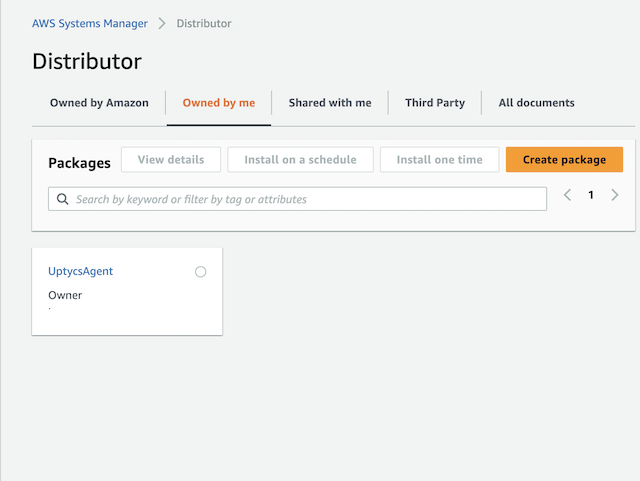 AWS Systems Manager > Distributor
Distributor
Owned by Amazon Owned by me Shared with me Third Party All documents
Packages View details Install on a schedule Install one time Create package
Search by keyword or filter by tag or attributes < 1 >
UptycsAgent
Owner